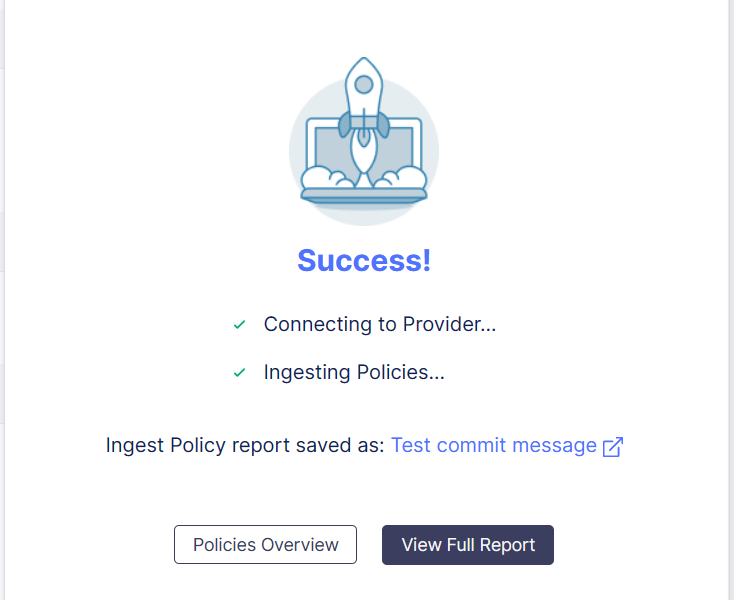 Success!
Connecting to Provider...
Ingesting Policies...
Ingest Policy report saved as: Test commit message
Policies Overview
View Full Report